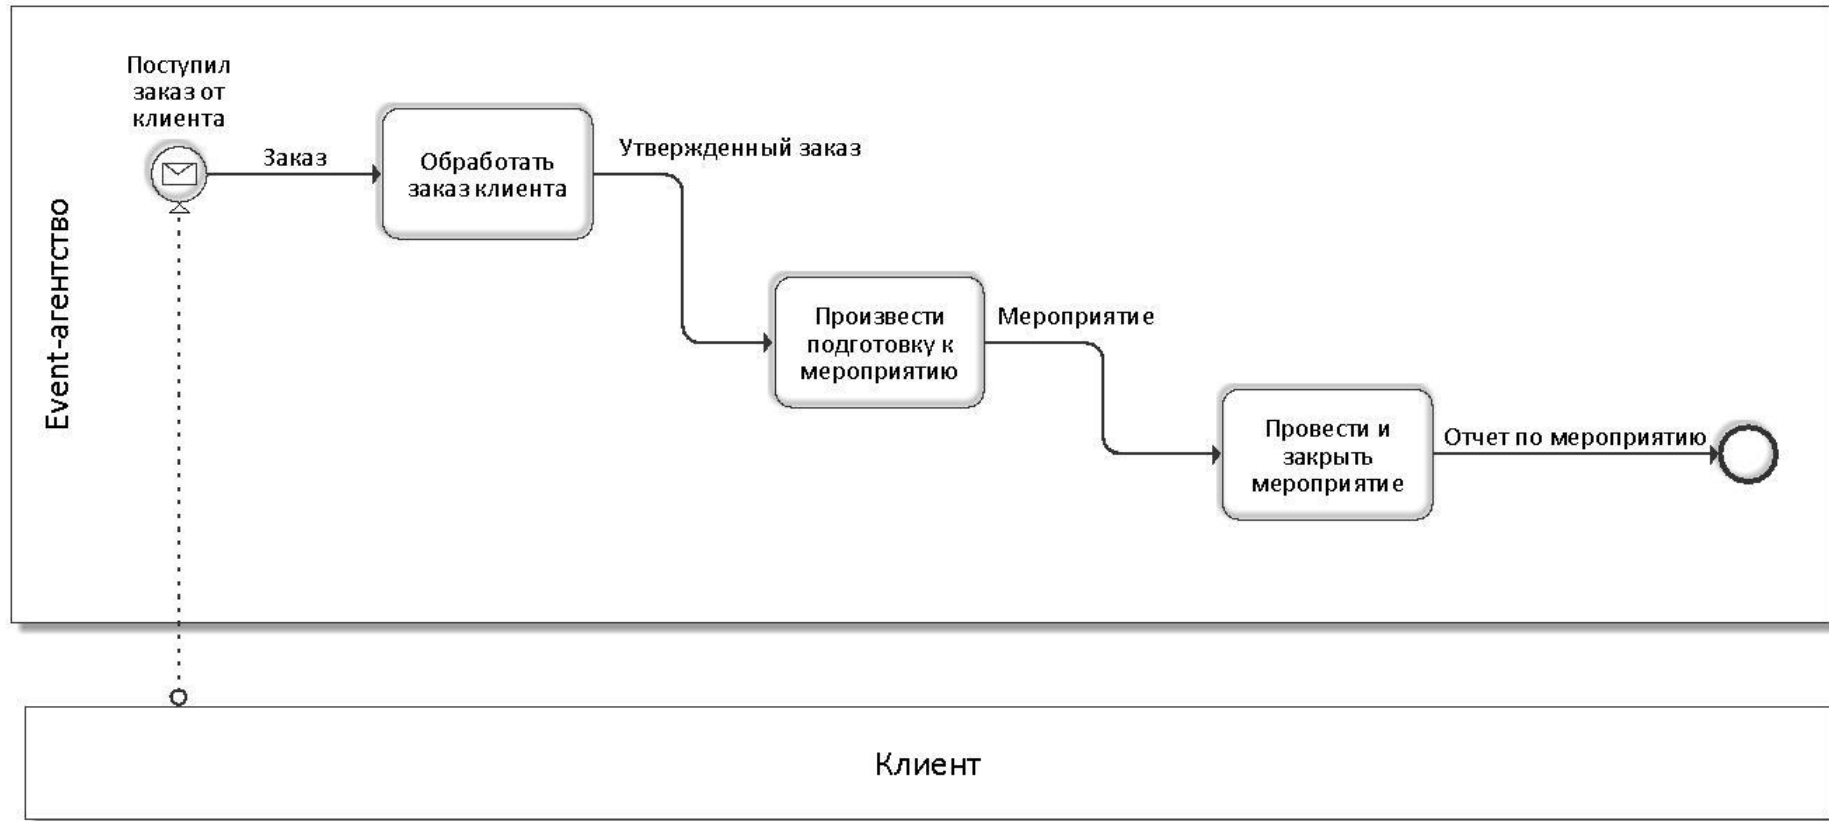 Поступил
заказ от
клиента
Заказ
Обработать
заказ клиента
Утвержденный заказ
Event-агентство
Произвести
подготовку к
мероприятию
Мероприятие
Провести и
закрыть
мероприятие
Отчет по мероприятию
Клиент